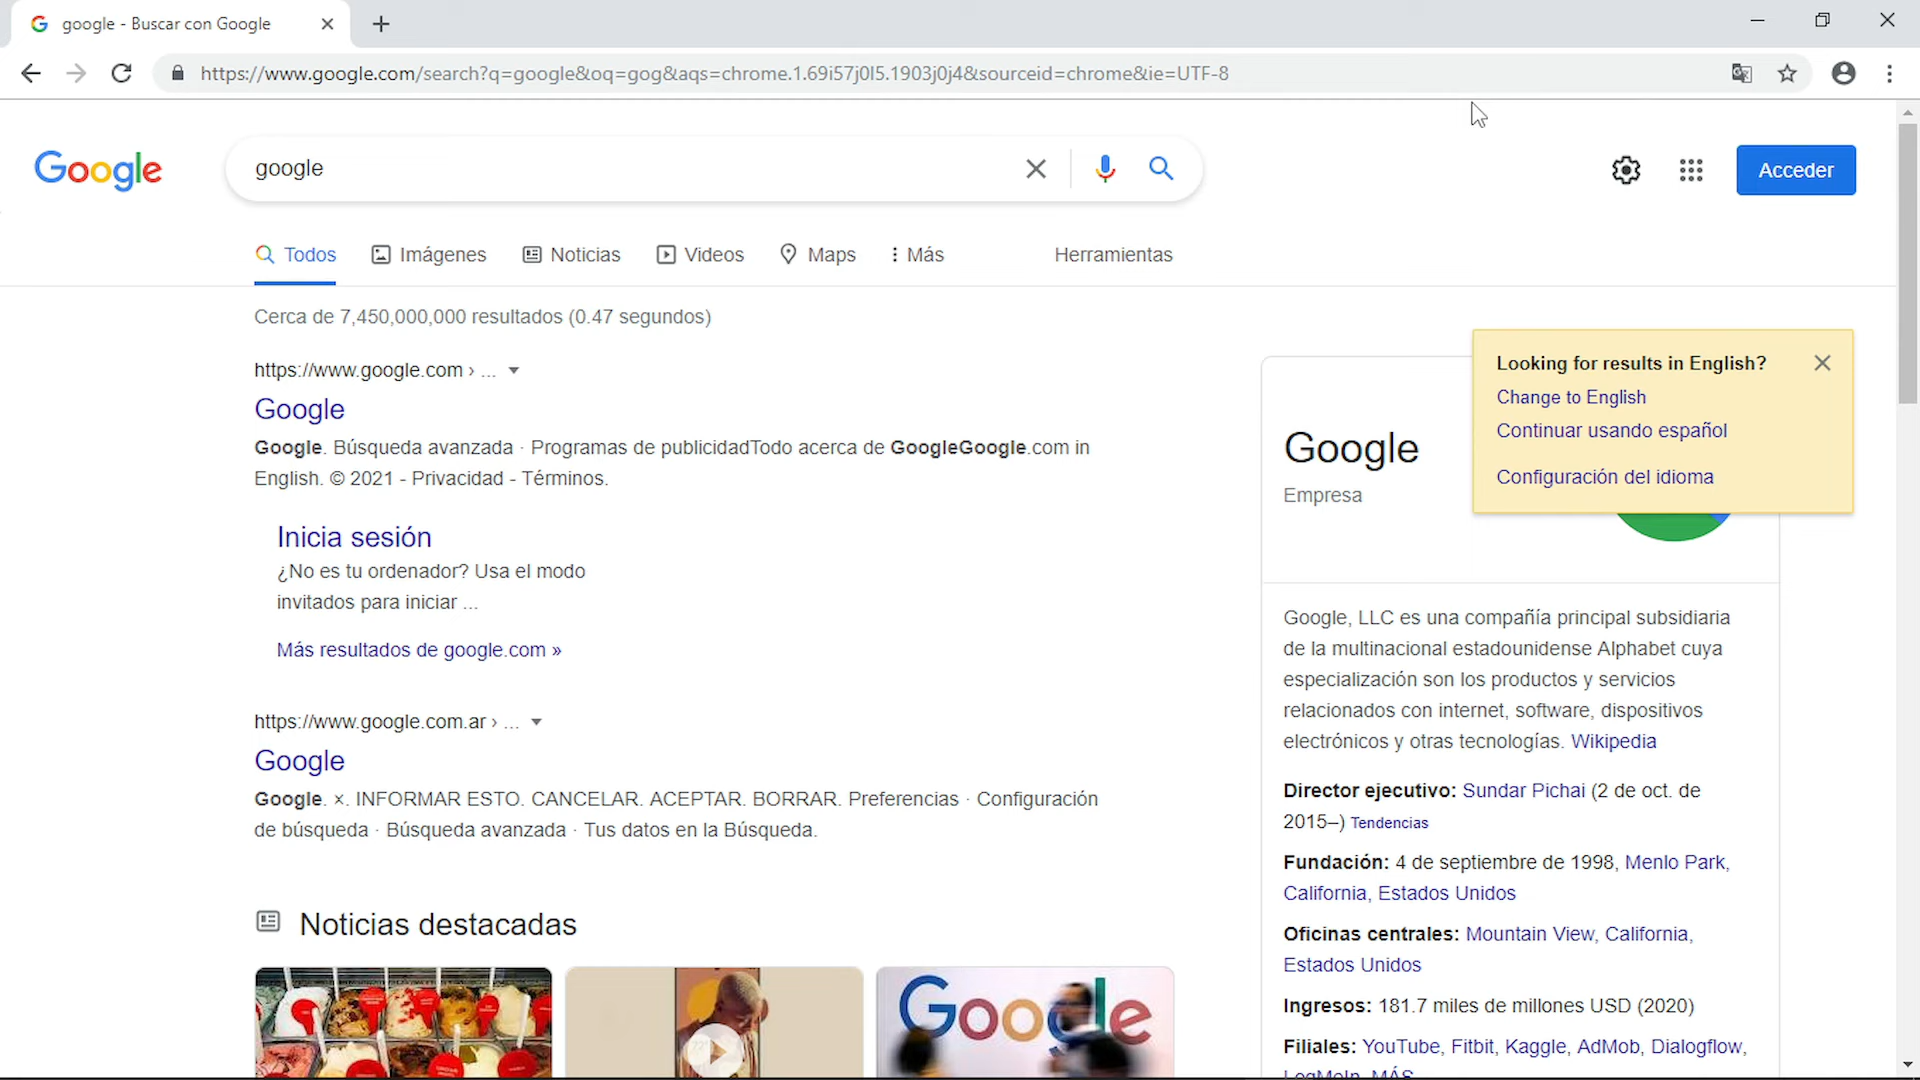 google - Buscar con Google
https://www.google.com/search?q=google&oq=gog&aqs=chrome.1.69i57j0l5.1903j0j4&sourceid=chrome&ie=UTF-8
Google
google
Acceder
Todos
Imágenes
Noticias
Videos
Maps
Más
Herramientas
Cerca de 7,450,000,000 resultados (0.47 segundos)
https://www.google.com › ...
Google
Google. Búsqueda avanzada · Programas de publicidadTodo acerca de GoogleGoogle.com in
English. © 2021 - Privacidad - Términos.
Inicia sesión
¿No es tu ordenador? Usa el modo
invitados para iniciar ...
Más resultados de google.com »
https://www.google.com.ar › ...
Google
Google. ×. INFORMAR ESTO. CANCELAR. ACEPTAR. BORRAR. Preferencias · Configuración
de búsqueda · Búsqueda avanzada · Tus datos en la Búsqueda.
Noticias destacadas
Google
Looking for results in English?
Change to English
Continuar usando español
Configuración del idioma
Google
Empresa
Google, LLC es una compañía principal subsidiaria
de la multinacional estadounidense Alphabet cuya
especialización son los productos y servicios
relacionados con internet, software, dispositivos
electrónicos y otras tecnologías. Wikipedia
Director ejecutivo: Sundar Pichai (2 de oct. de
2015–) Tendencias
Fundación: 4 de septiembre de 1998, Menlo Park,
California, Estados Unidos
Oficinas centrales: Mountain View, California,
Estados Unidos
Ingresos: 181.7 miles de millones USD (2020)
Filiales: YouTube, Fitbit, Kaggle, AdMob, Dialogflow,
LogMeIn, MÁS